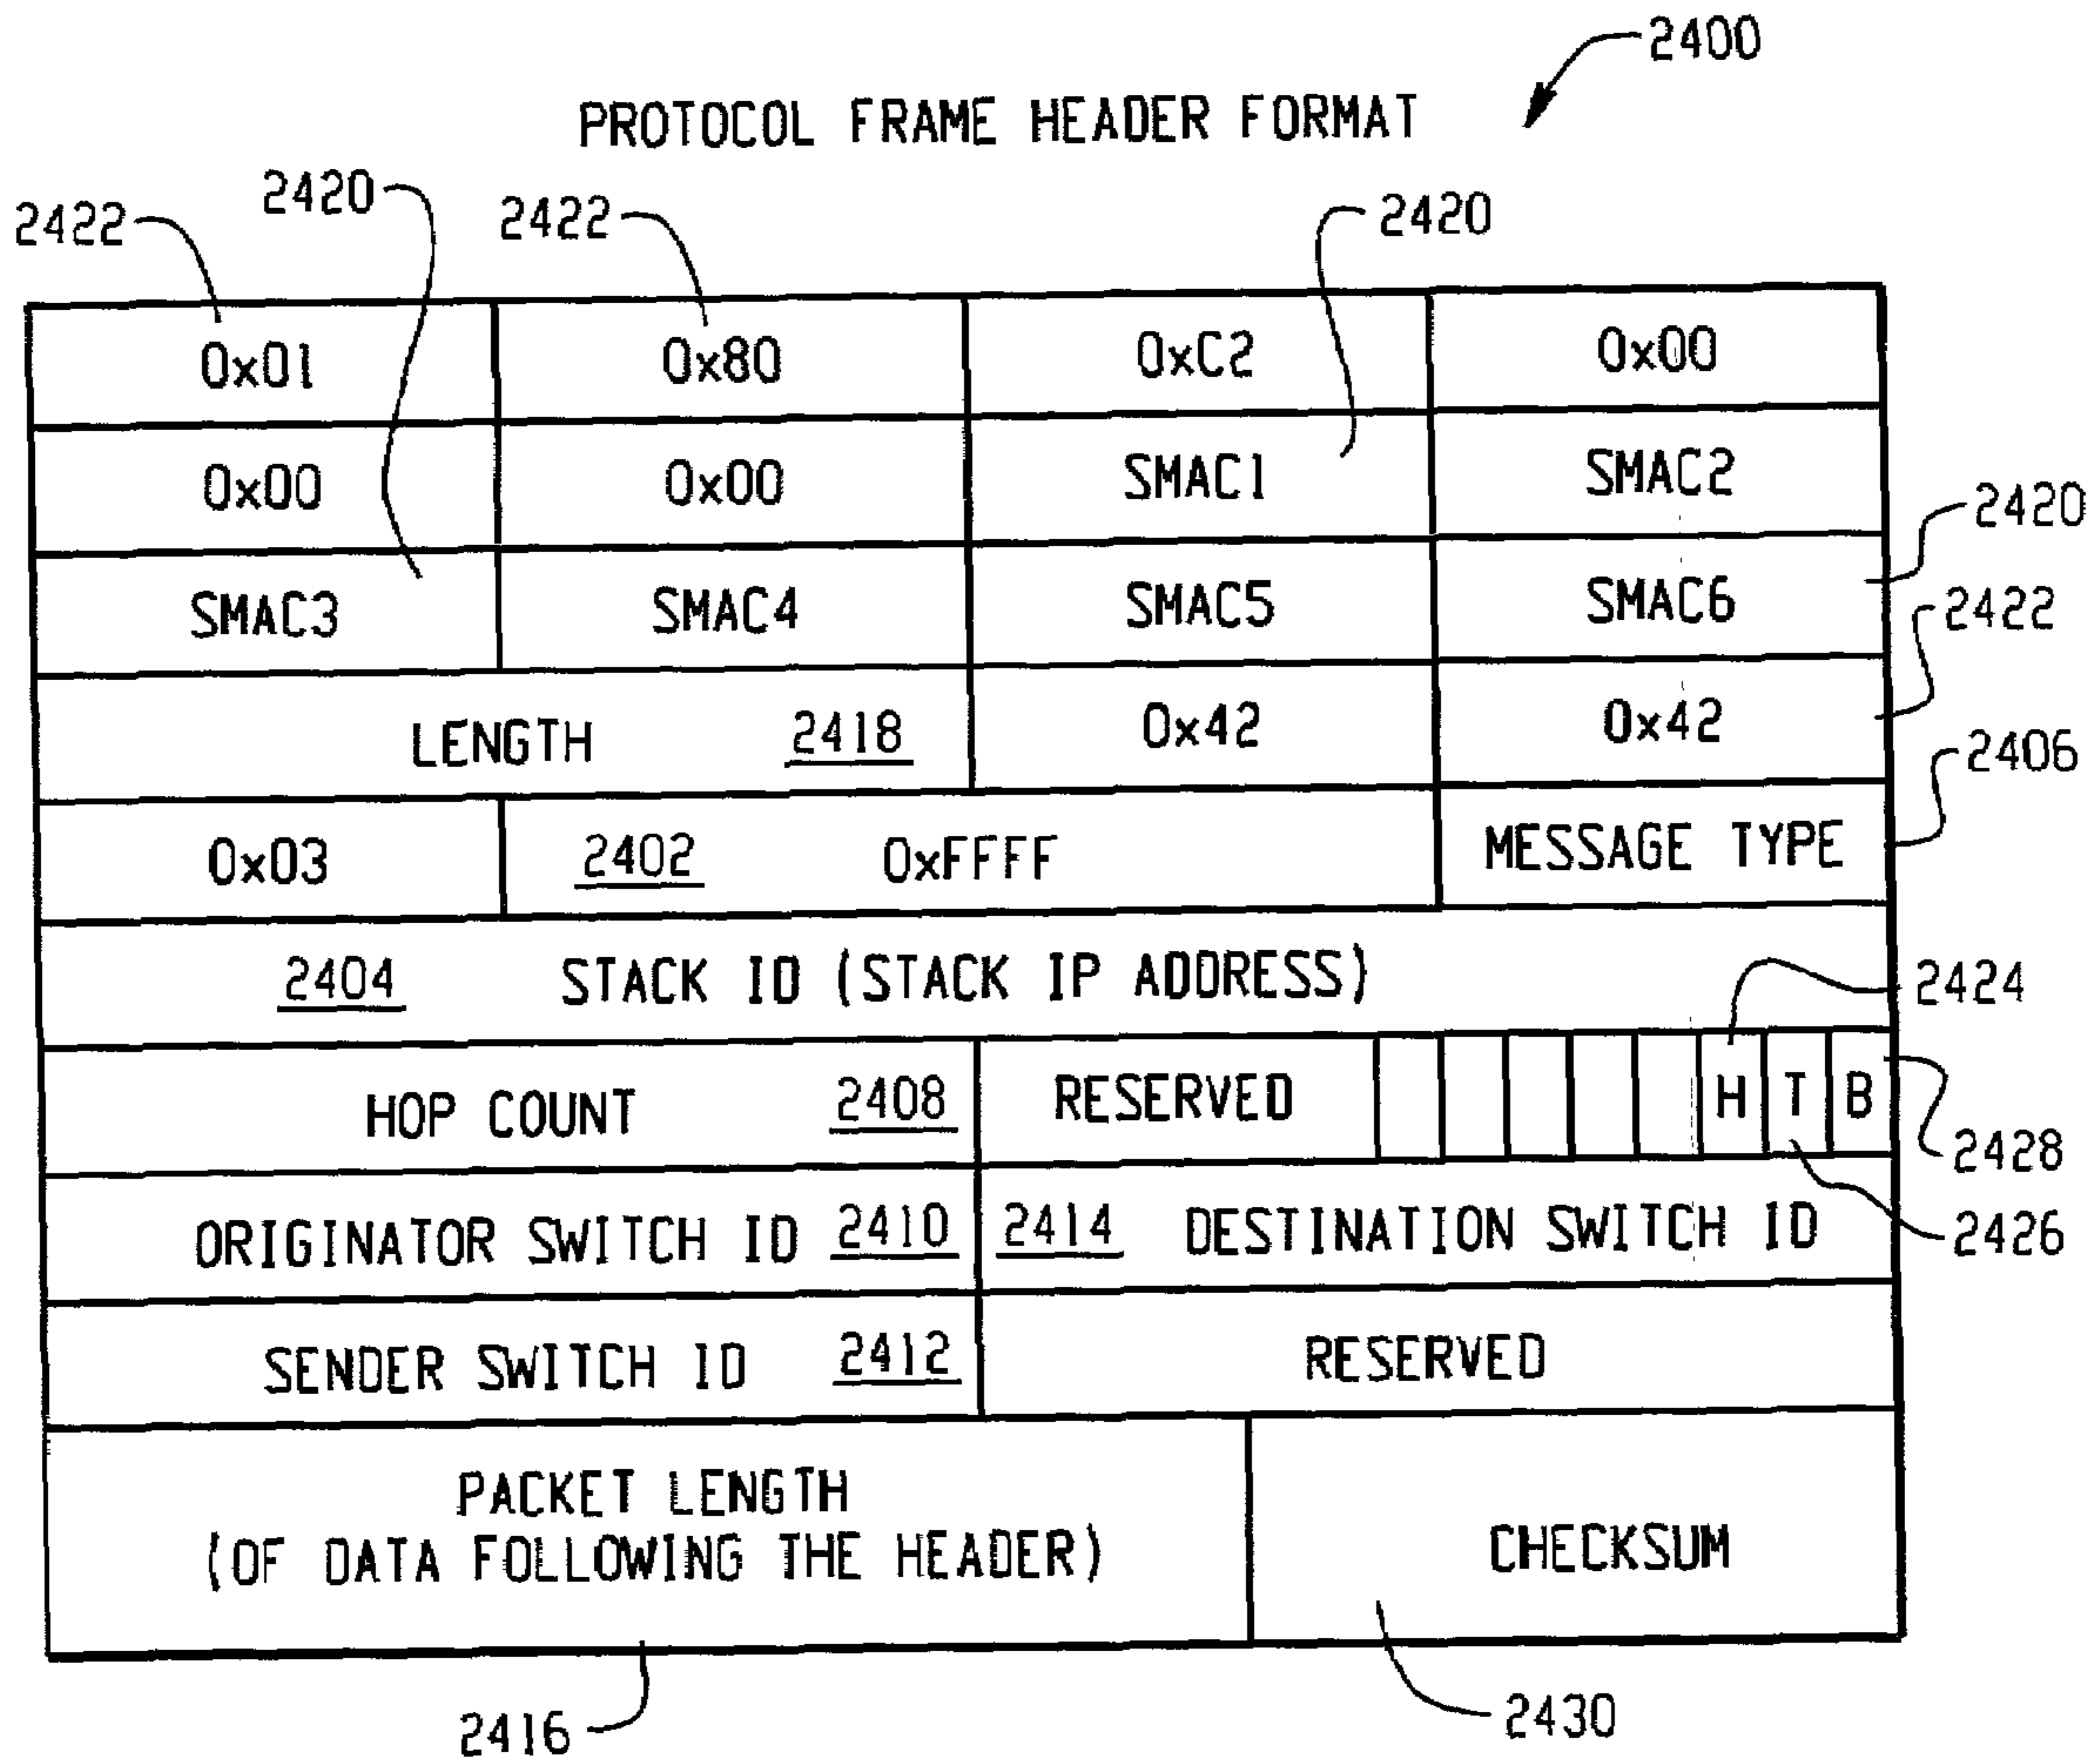 2400
PROTOCOL FRAME HEADER FORMAT
2422 2420 2422 2420
0x01 0x80 0xC2 0x00
0x00 0x00 SMAC1 SMAC2
2420
SMAC3 SMAC4 SMAC5 SMAC6
2422
LENGTH 2418 0x42 0x42
2406
0x03 2402 0xFFFF MESSAGE TYPE
2404 STACK ID (STACK IP ADDRESS)
2424
HOP COUNT 2408 RESERVED H T B
2428
ORIGINATOR SWITCH ID 2410 2414 DESTINATION SWITCH ID
2426
SENDER SWITCH ID 2412 RESERVED
PACKET LENGTH
(OF DATA FOLLOWING THE HEADER)
CHECKSUM
2416 2430